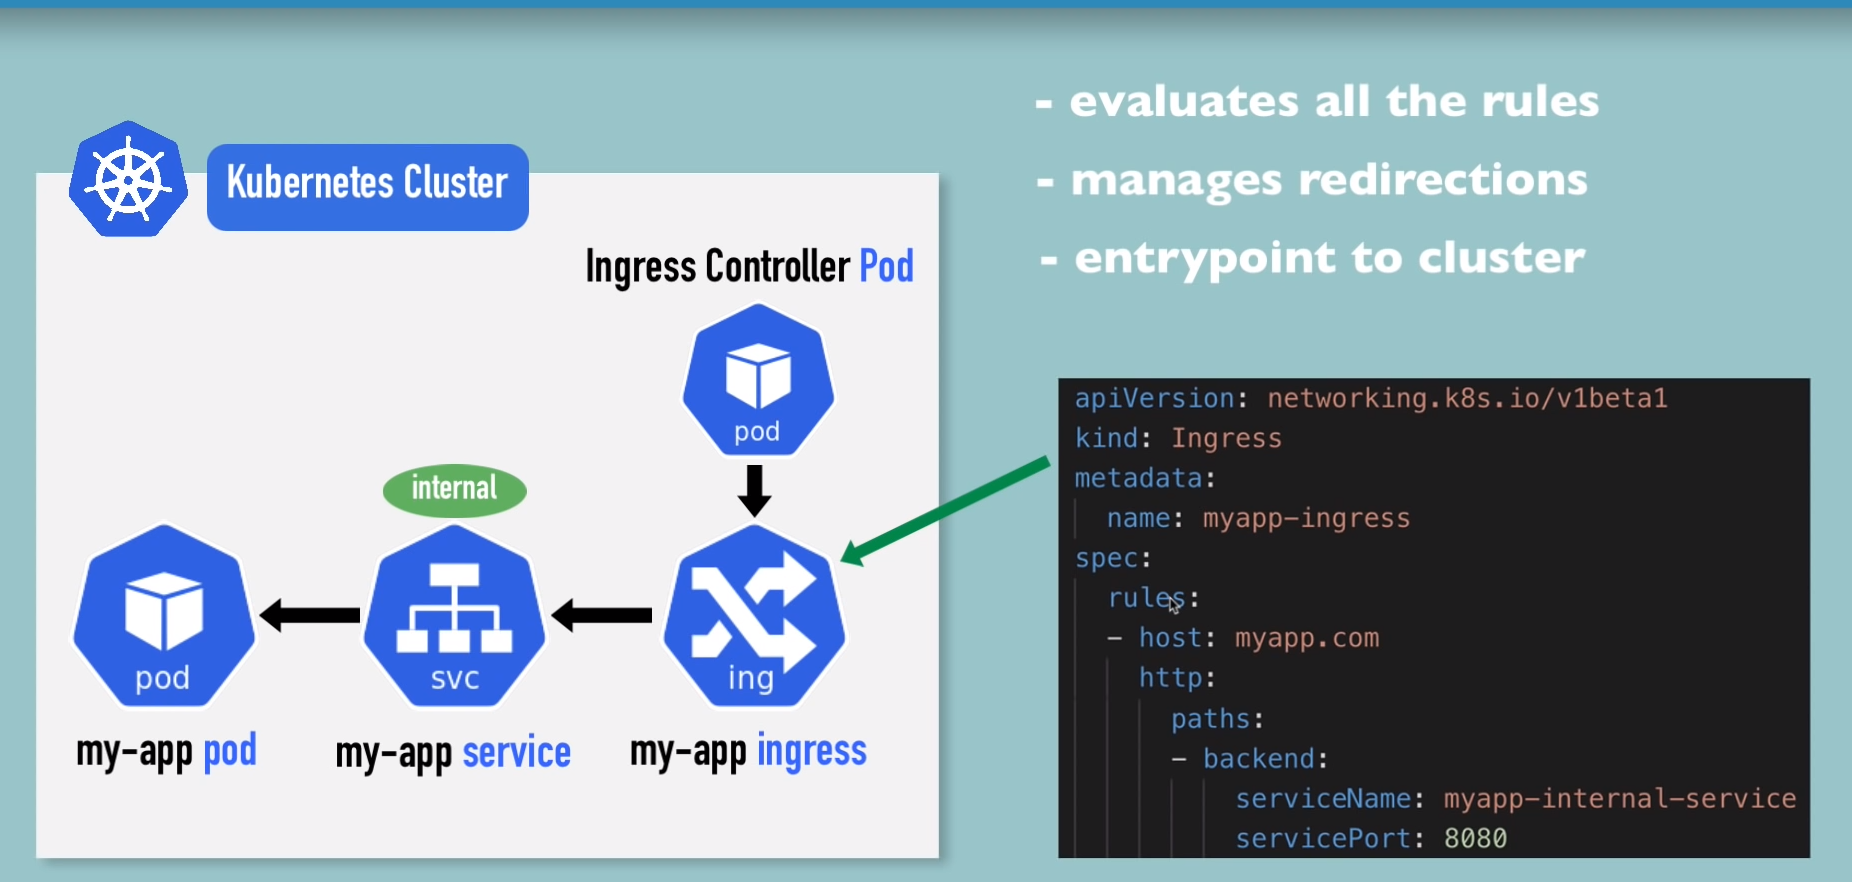 - evaluates all the rules
- manages redirections
- entrypoint to cluster
Kubernetes Cluster
Ingress Controller Pod
pod
internal
pod
svc
ing
my-app pod
my-app service
my-app ingress
apiVersion: networking.k8s.io/v1beta1
kind: Ingress
metadata:
  name: myapp-ingress
spec:
  rules:
  - host: myapp.com
    http:
      paths:
      - backend:
          serviceName: myapp-internal-service
          servicePort: 8080